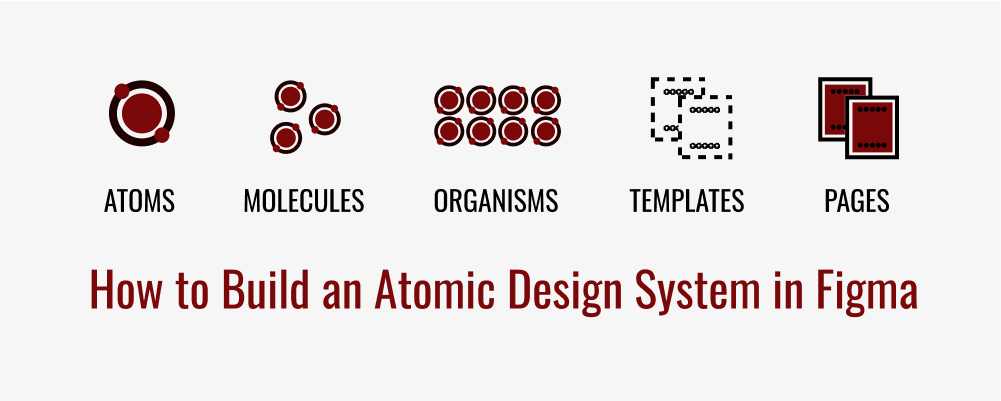 ATOMS MOLECULES ORGANISMS TEMPLATES PAGES
How to Build an Atomic Design System in Figma